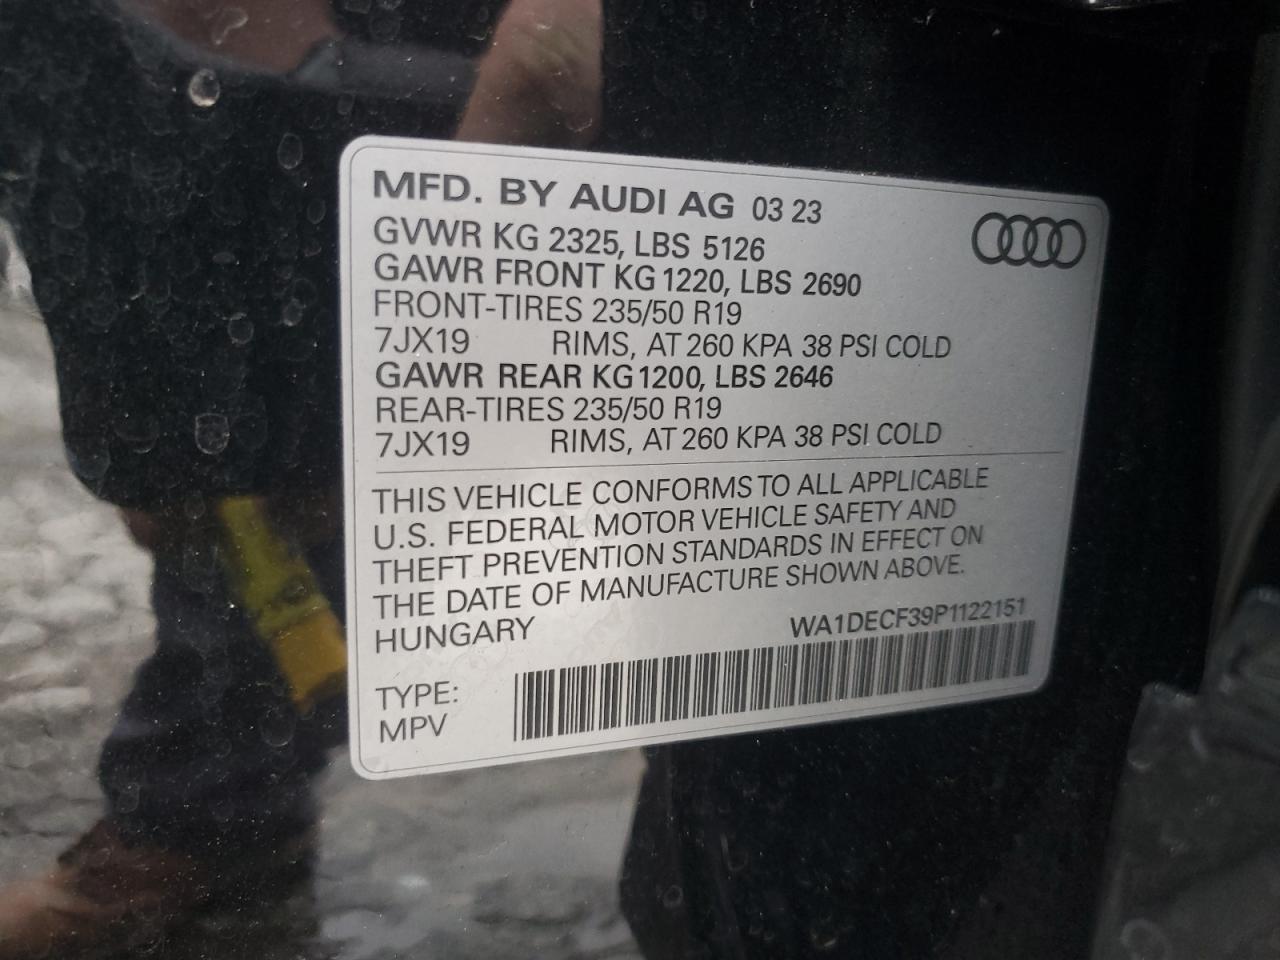 MFD. BY AUDI AG 03 23
GVWR KG 2325, LBS 5126
GAWR FRONT KG 1220, LBS 2690
FRONT-TIRES 235/50 R19
7JX19 RIMS, AT 260 KPA 38 PSI COLD
GAWR REAR KG 1200, LBS 2646
REAR-TIRES 235/50 R19
7JX19 RIMS, AT 260 KPA 38 PSI COLD
THIS VEHICLE CONFORMS TO ALL APPLICABLE
U.S. FEDERAL MOTOR VEHICLE SAFETY AND
THEFT PREVENTION STANDARDS IN EFFECT ON
THE DATE OF MANUFACTURE SHOWN ABOVE.
HUNGARY WA1DECF39P1122151
TYPE:
MPV